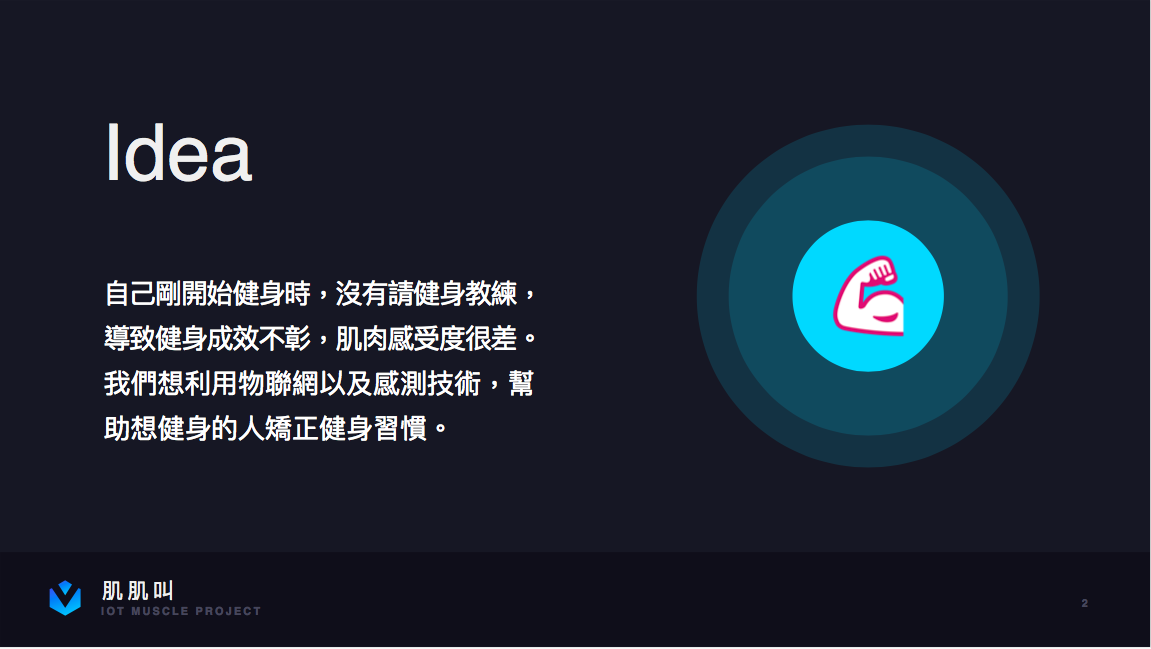 Idea
自己剛開始健身時，沒有請健身教練，
導致健身成效不彰，肌肉感受度很差。
我們想利用物聯網以及感測技術，幫
助想健身的人矯正健身習慣。
肌肌叫
IOT MUSCLE PROJECT
2